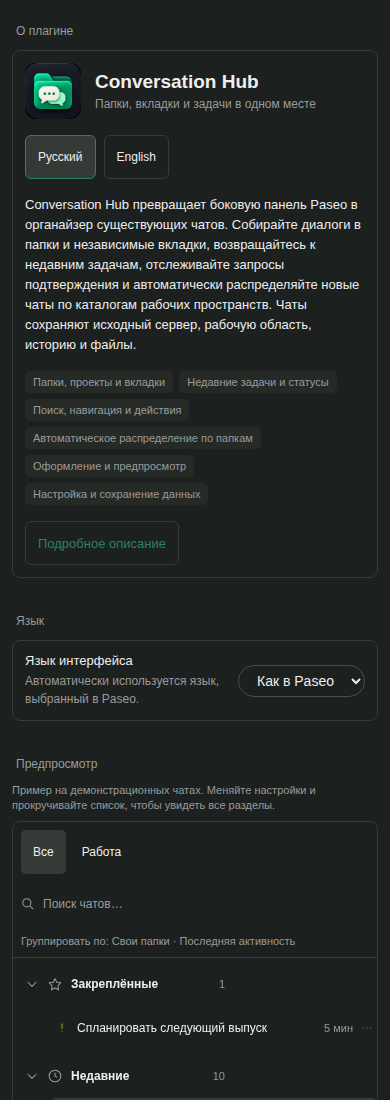 О плагине
Conversation Hub
Папки, вкладки и задачи в одном месте
Русский English
Conversation Hub превращает боковую панель Paseo в
органайзер существующих чатов. Собирайте диалоги в
папки и независимые вкладки, возвращайтесь к
недавним задачам, отслеживайте запросы
подтверждения и автоматически распределяйте новые
чаты по каталогам рабочих пространств. Чаты
сохраняют исходный сервер, рабочую область,
историю и файлы.
Папки, проекты и вкладки Недавние задачи и статусы
Поиск, навигация и действия
Автоматическое распределение по папкам
Оформление и предпросмотр
Настройка и сохранение данных
Подробное описание
Язык
Язык интерфейса
Автоматически используется язык,
выбранный в Paseo.
Как в Paseo
Предпросмотр
Пример на демонстрационных чатах. Меняйте настройки и
прокручивайте список, чтобы увидеть все разделы.
Все Работа
Поиск чатов…
Группировать по: Свои папки · Последняя активность
Закреплённые 1
! Спланировать следующий выпуск 5 мин ···
Недавние 10